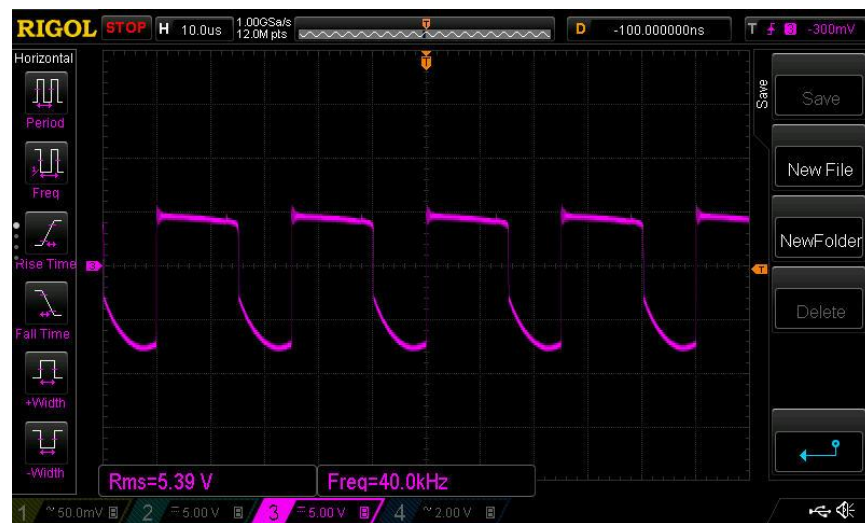 RIGOL STOP H 10.0us 1.00GSa/s
12.0M pts
T
D -100.000000ns T 3 -300mV
Horizontal
Period
Freq
Rise Time
Fall Time
+Width
-Width
T
3
T
Save
Save
New File
NewFolder
Delete
Rms=5.39 V Freq=40.0kHz
1 ~50.0mV 2 =5.00 V 3 =5.00 V 4 ~2.00 V